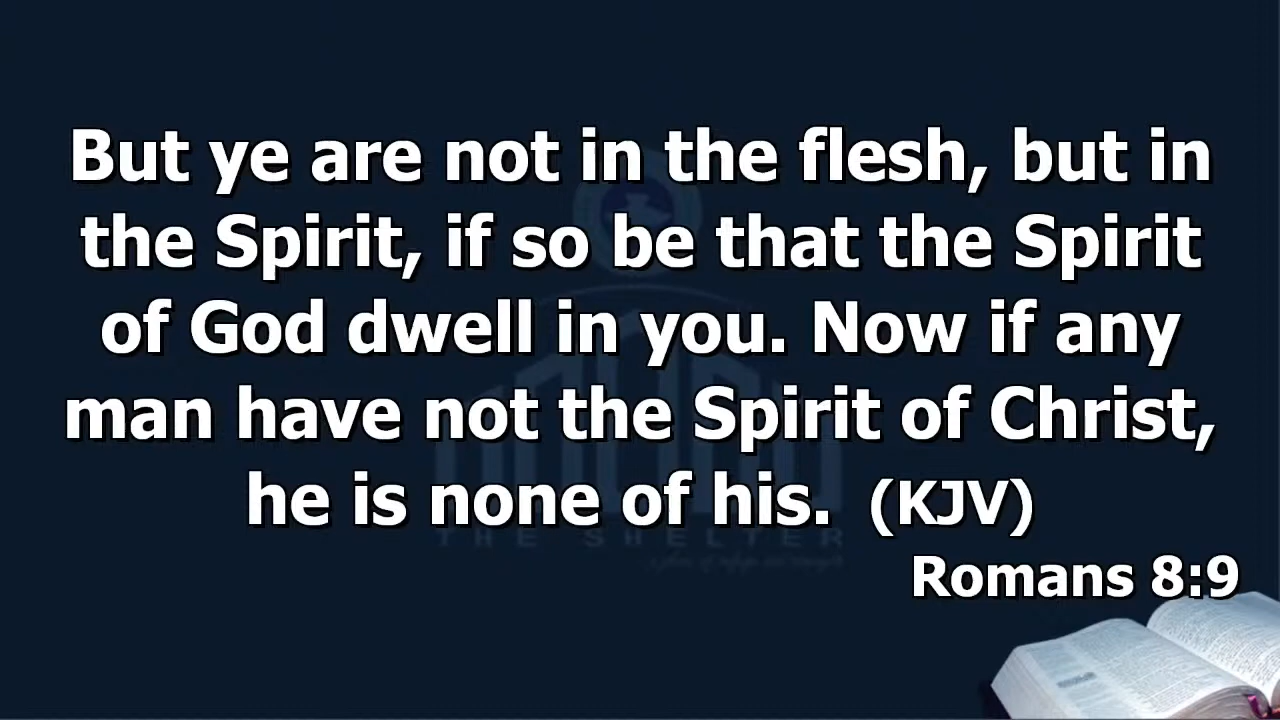 But ye are not in the flesh, but in
the Spirit, if so be that the Spirit
of God dwell in you. Now if any
man have not the Spirit of Christ,
he is none of his. (KJV)
THE SHELTER
Romans 8:9